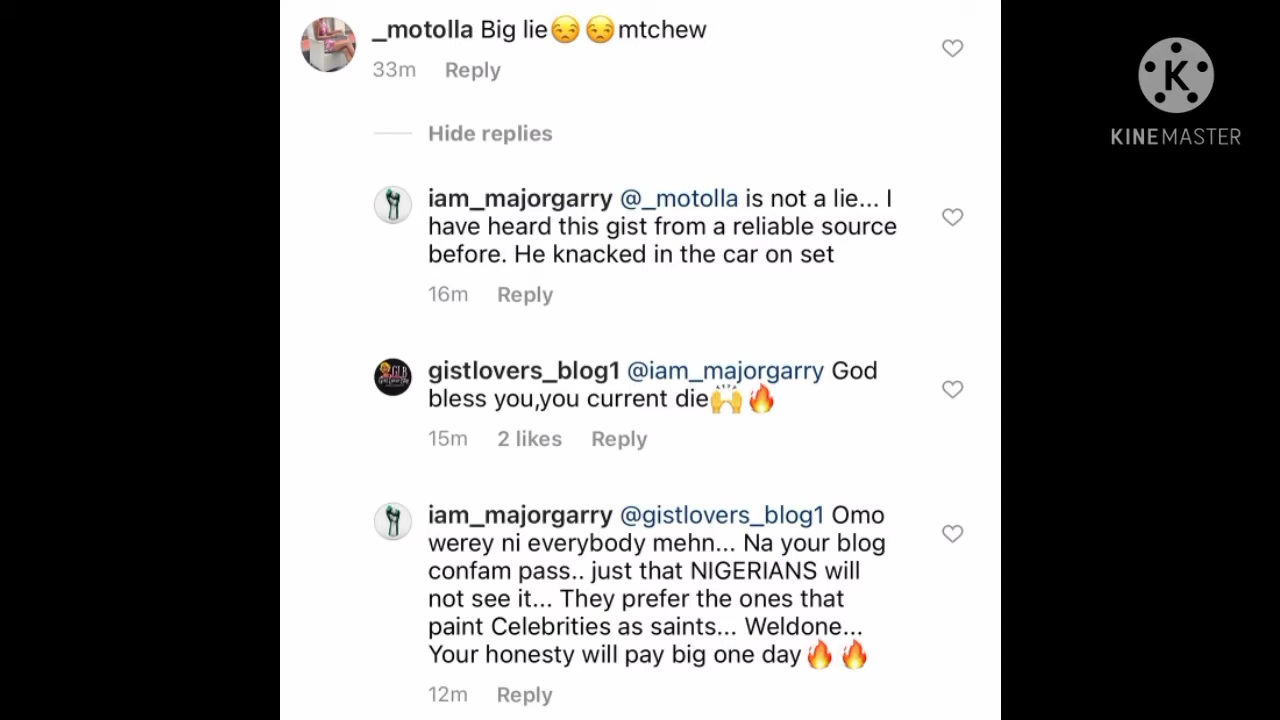 _motolla Big lie😒😒mtchew
33m Reply
Hide replies
iam_majorgarry @_motolla is not a lie... I
have heard this gist from a reliable source
before. He knacked in the car on set
16m Reply
gistlovers_blog1 @iam_majorgarry God
bless you,you current die🙌🔥
15m 2 likes Reply
iam_majorgarry @gistlovers_blog1 Omo
werey ni everybody mehn... Na your blog
confam pass.. just that NIGERIANS will
not see it... They prefer the ones that
paint Celebrities as saints... Weldone...
Your honesty will pay big one day🔥🔥
12m Reply
K
KINEMASTER
GLB